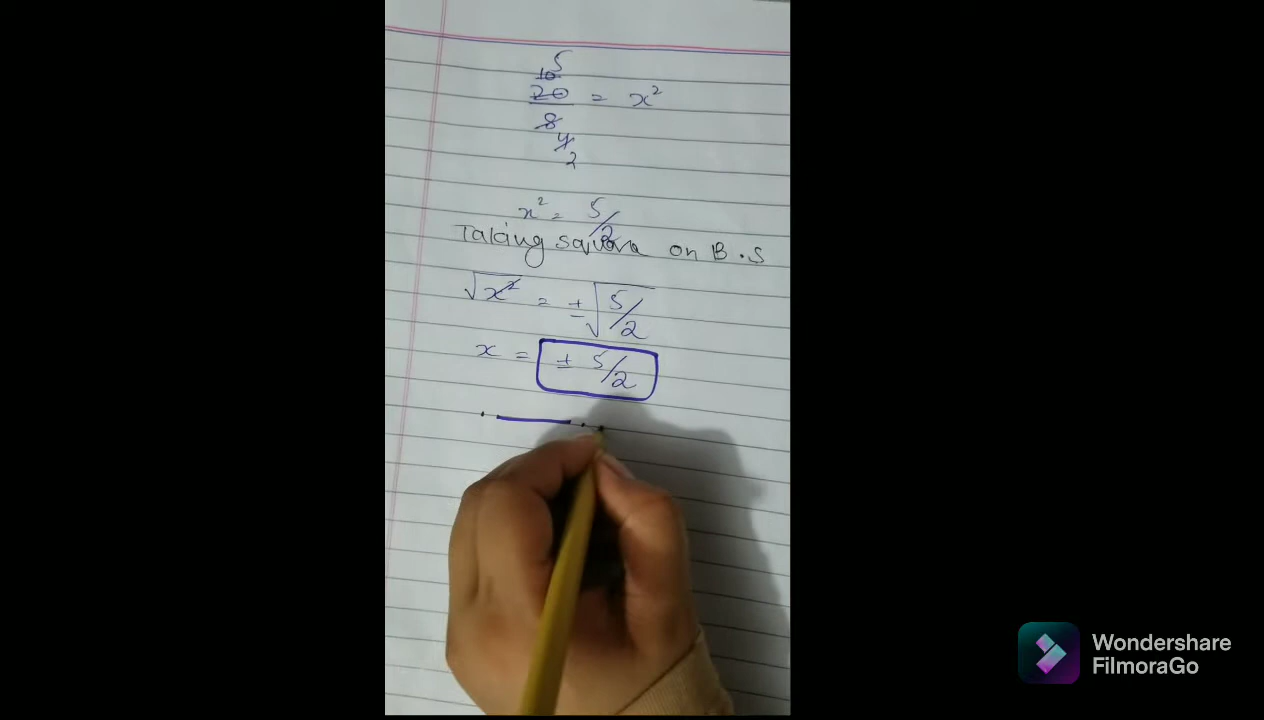 5
10
20/8 = x²
4
2
x² = 5/2
Taking square on B.S
√x² = ±√5/2
x = ± 5/2
Wondershare
FilmoraGo